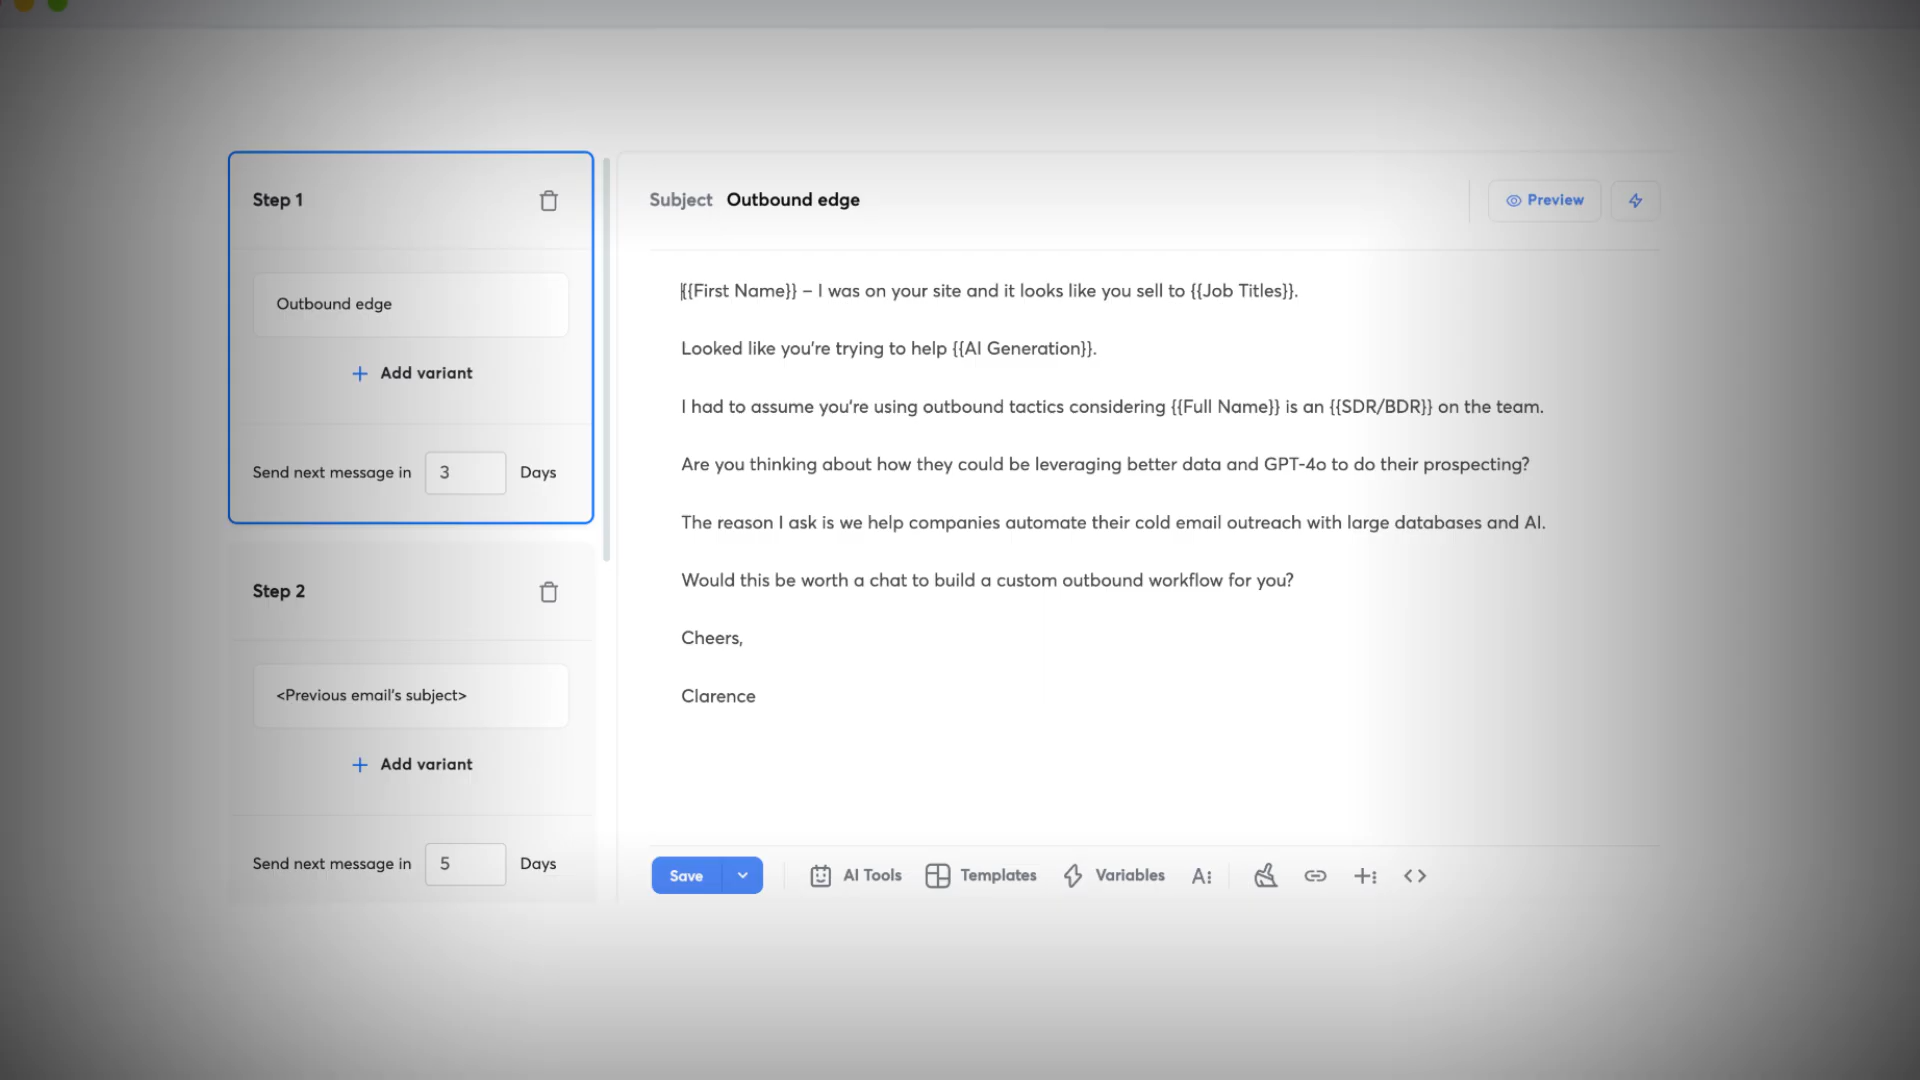 Step 1
Outbound edge
Add variant
Send next message in 3 Days
Step 2
<Previous email's subject>
Add variant
Send next message in 5 Days
Subject Outbound edge
Preview
{{First Name}} – I was on your site and it looks like you sell to {{Job Titles}}.
Looked like you're trying to help {{AI Generation}}.
I had to assume you're using outbound tactics considering {{Full Name}} is an {{SDR/BDR}} on the team.
Are you thinking about how they could be leveraging better data and GPT-4o to do their prospecting?
The reason I ask is we help companies automate their cold email outreach with large databases and AI.
Would this be worth a chat to build a custom outbound workflow for you?
Cheers,
Clarence
Save AI Tools Templates Variables A